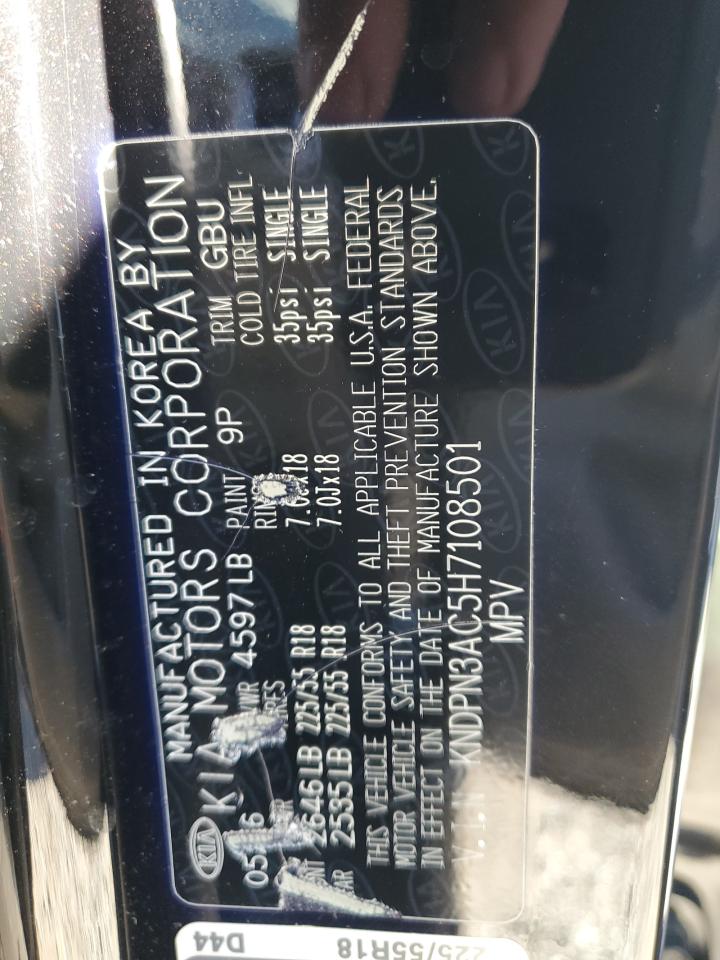 MANUFACTURED IN KOREA BY
KIA MOTORS CORPORATION
4597LB PAINT 9P TRIM GBU
COLD TIRE INFL
2646LB 225/55 R18 35psi SINGLE
2535LB 225/55 R18 7.0Jx18 35psi SINGLE
THIS VEHICLE CONFORMS TO ALL APPLICABLE U.S.A. FEDERAL
MOTOR VEHICLE SAFETY AND THEFT PREVENTION STANDARDS
IN EFFECT ON THE DATE OF MANUFACTURE SHOWN ABOVE.
V.I.N KNDPN3AC5H7108501
MPV
KIA
D44
225/55R18